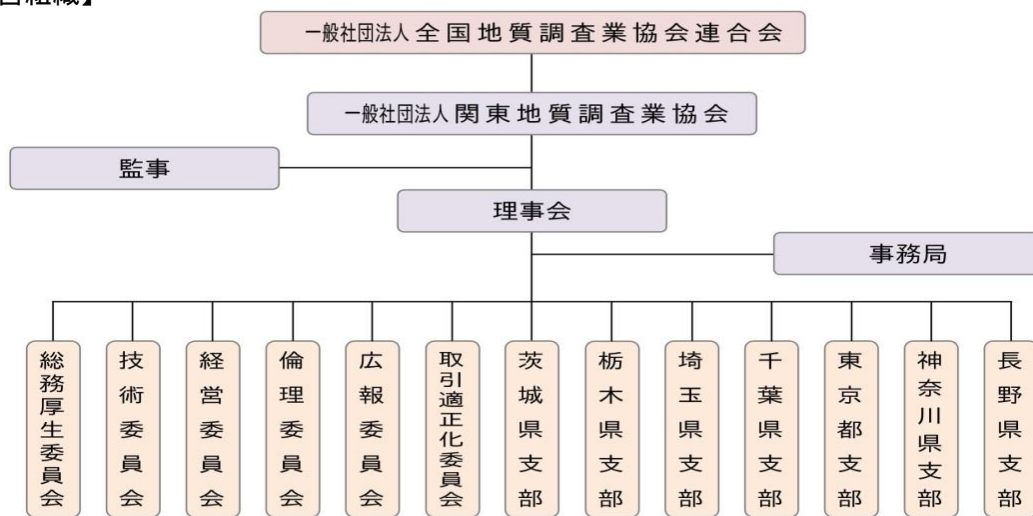 組織】
一般社団法人 全国地質調査業協会連合会
一般社団法人 関東地質調査業協会
監事
理事会
事務局
総務厚生委員会
技術委員会
経営委員会
倫理委員会
広報委員会
取引適正化委員会
茨城県支部
栃木県支部
埼玉県支部
千葉県支部
東京都支部
神奈川県支部
長野県支部